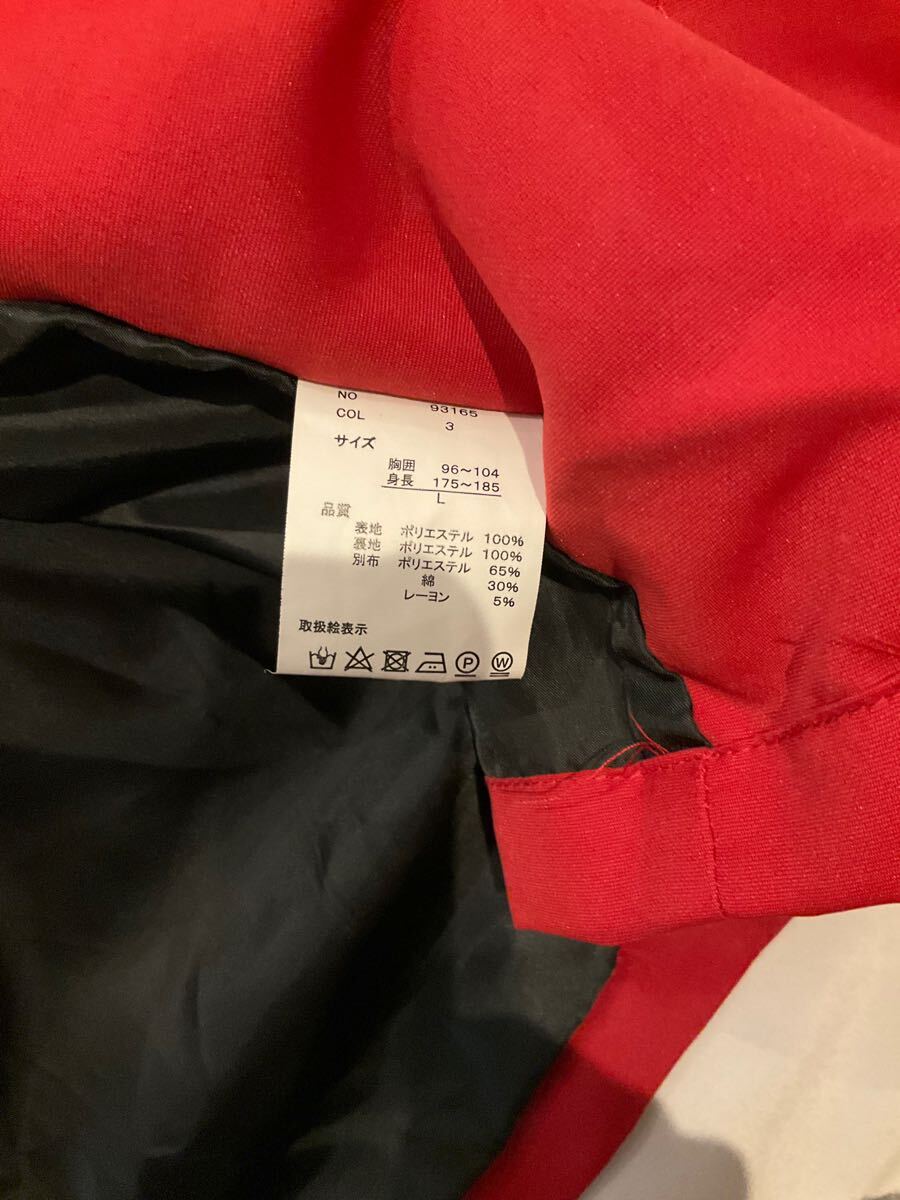 NO 93165
COL 3
サイズ
胸囲 96～104
身長 175～185
L
品質
表地 ポリエステル 100%
裏地 ポリエステル 100%
別布 ポリエステル 65%
綿 30%
レーヨン 5%
取扱絵表示
P W